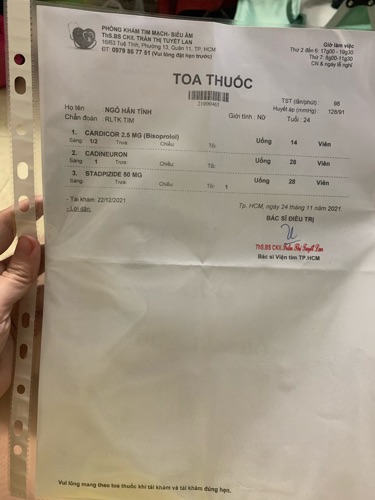 PHÒNG KHÁM TIM MẠCH- SIÊU ÂM
ThS.BS CKII. TRẦN THỊ TUYẾT LAN
16/63 Tuệ Tĩnh, Phường 13, Quận 11, TP. HCM
ĐT: 0979 86 77 51 (Vui lòng đặt hẹn trước)
Giờ làm việc
Thứ 2 đến 6: 17g00 - 19g30
Thứ 7: 8g00-11g30
CN & ngày lễ nghỉ
TOA THUỐC
21000463
TST (lần/phút): 98
Huyết áp (mmHg): 128/91
Họ tên NGÔ HÂN TÌNH Giới tính: Nữ Tuổi: 24
Chẩn đoán RLTK TIM
1. CARDICOR 2.5 MG (Bisoprolol) Uống 14 Viên
Sáng: 1/2 Trưa: Chiều: Tối:
2. CADINEURON Uống 28 Viên
Sáng: 1 Trưa: Chiều: Tối:
3. STADPIZIDE 50 MG Uống 28 Viên
Sáng: Trưa: Chiều: Tối: 1
- Tái khám: 22/12/2021
- Lời dặn:
Tp. HCM, ngày 24 tháng 11 năm 2021
BÁC SĨ ĐIỀU TRỊ
ThS.BS CKII. Trần Thị Tuyết Lan
Bác sĩ Viện tim TP.HCM
Vui lòng mang theo toa thuốc khi tái khám và tái khám đúng hẹn.